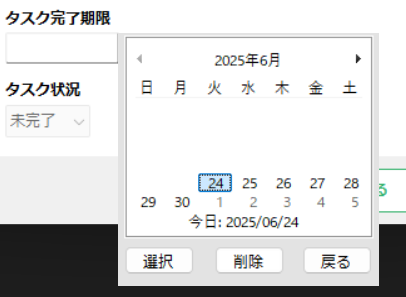 タスク完了期限
2025年6月
日 月 火 水 木 金 土
24 25 26 27 28
29 30 1 2 3 4 5
今日: 2025/06/24
選択 削除 戻る
タスク状況
未完了
る